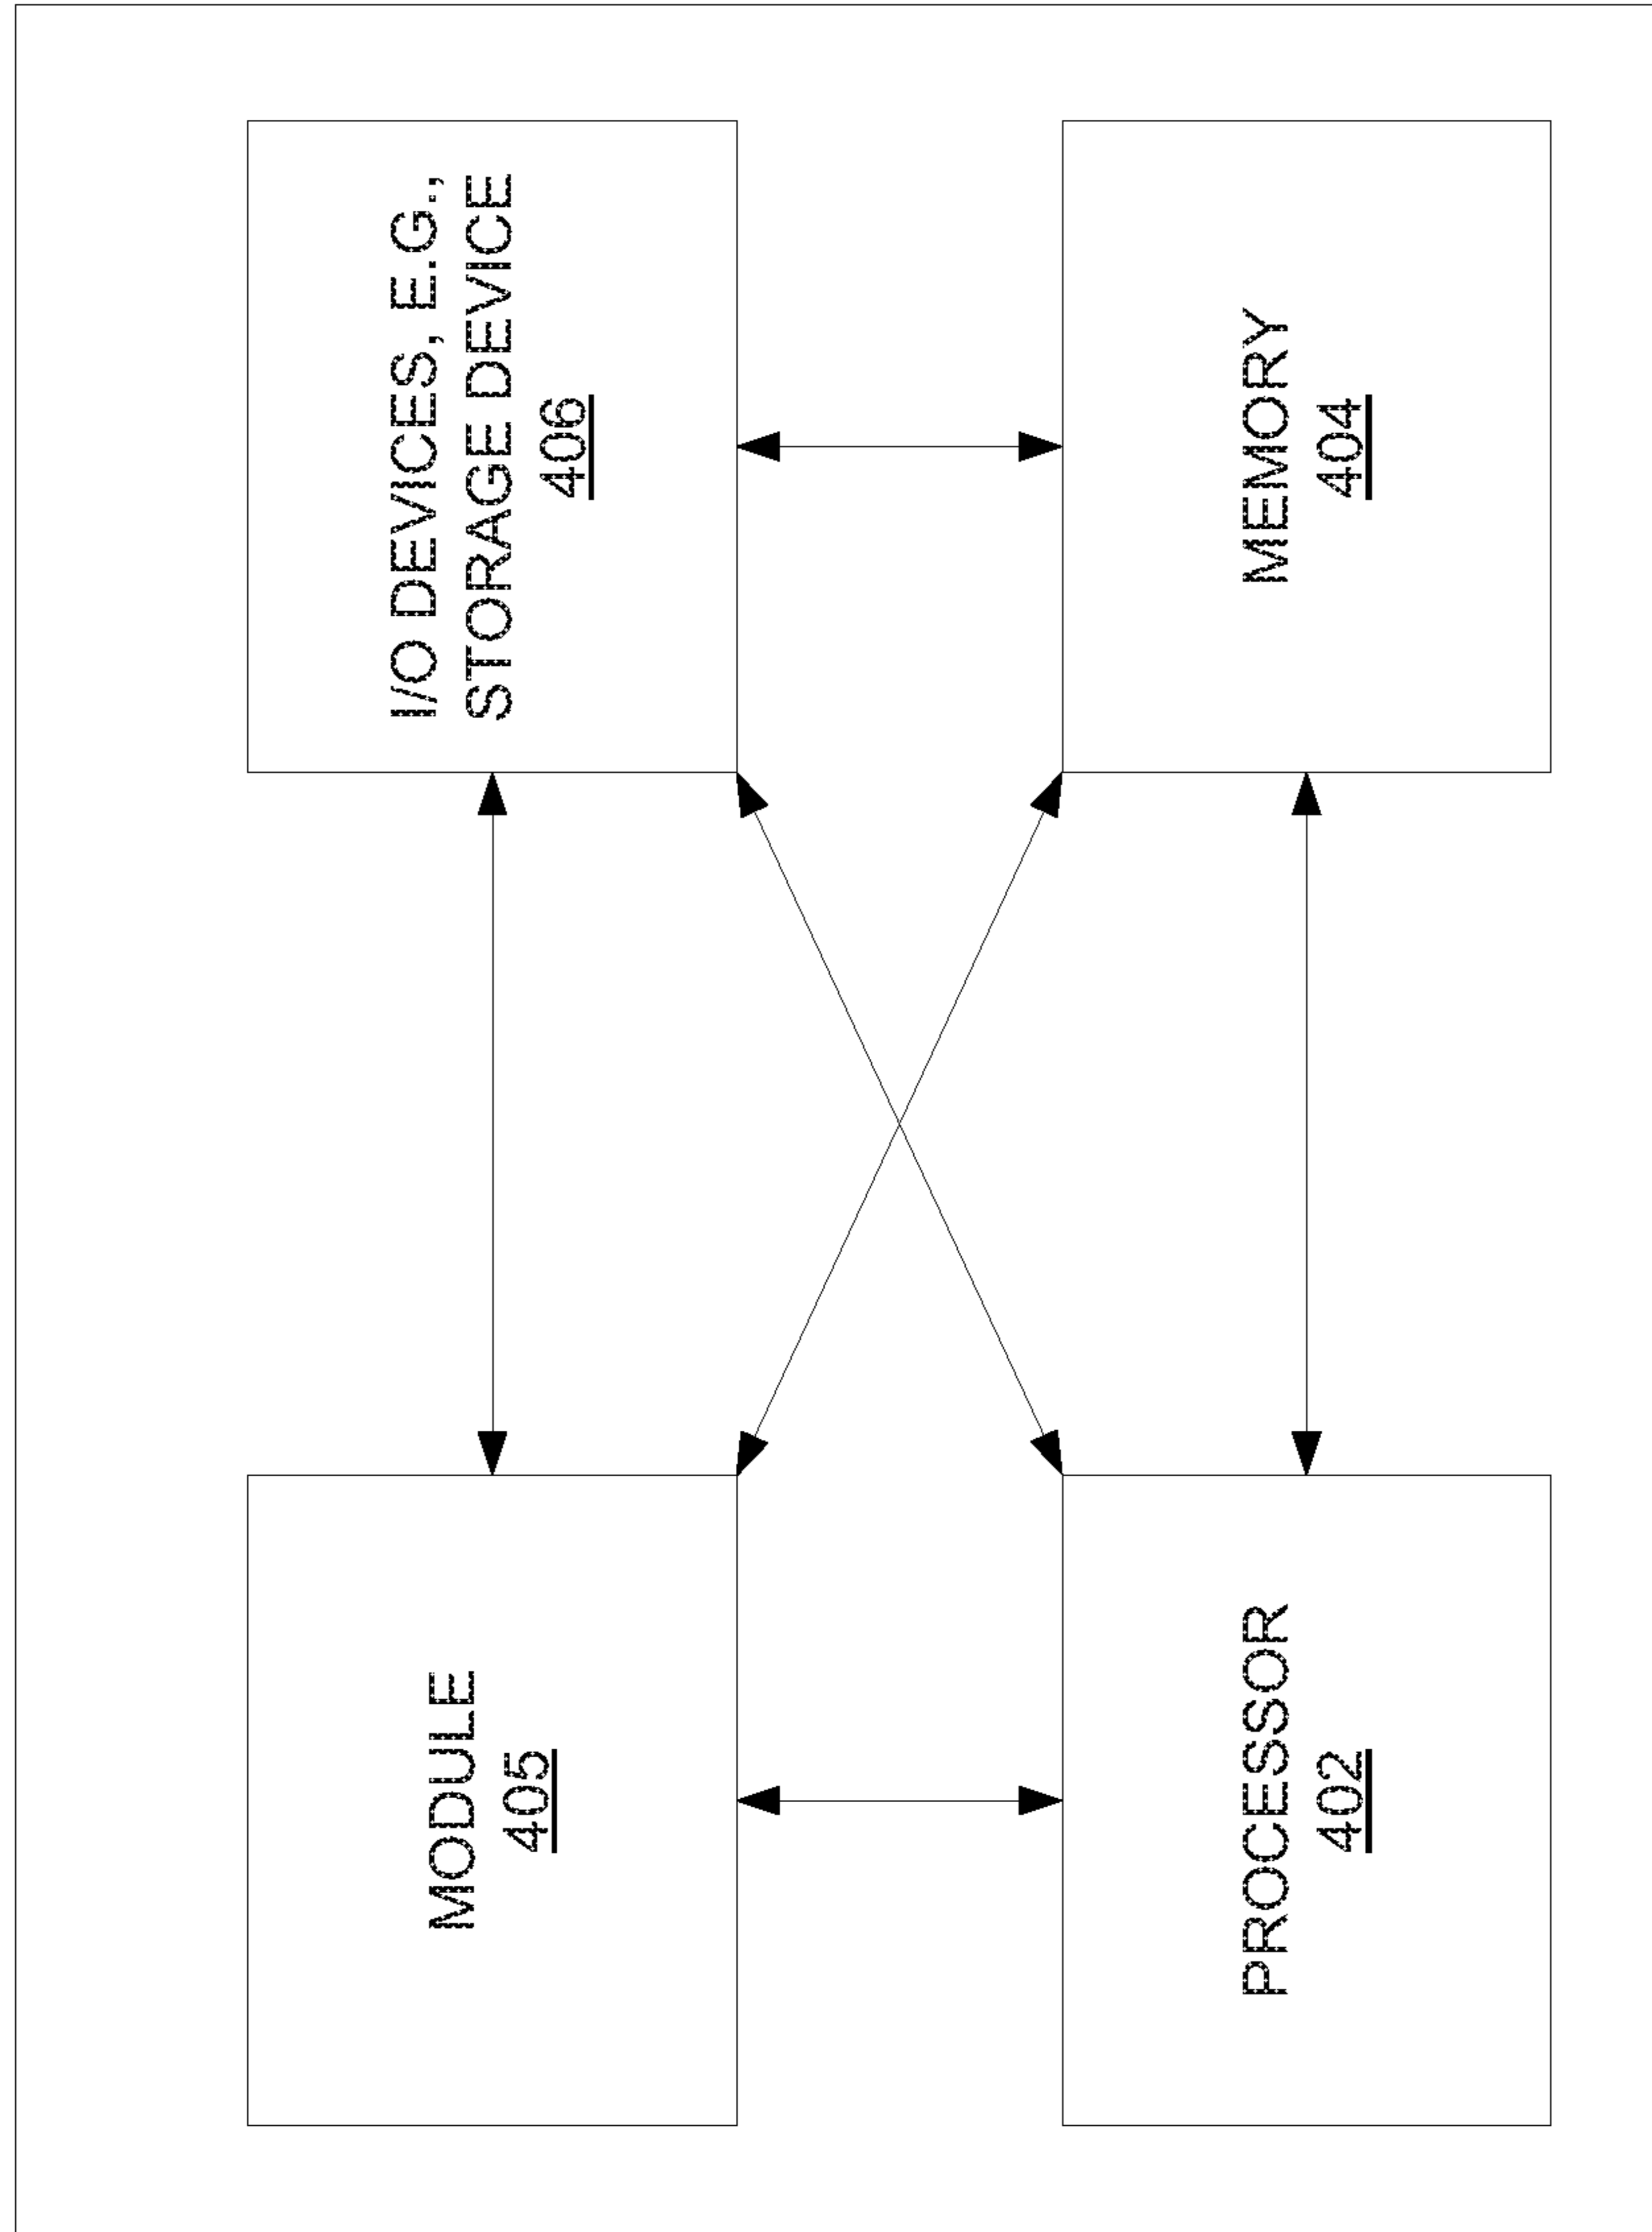 MODULE
405
I/O DEVICES, E.G.,
STORAGE DEVICE
406
PROCESSOR
402
MEMORY
404